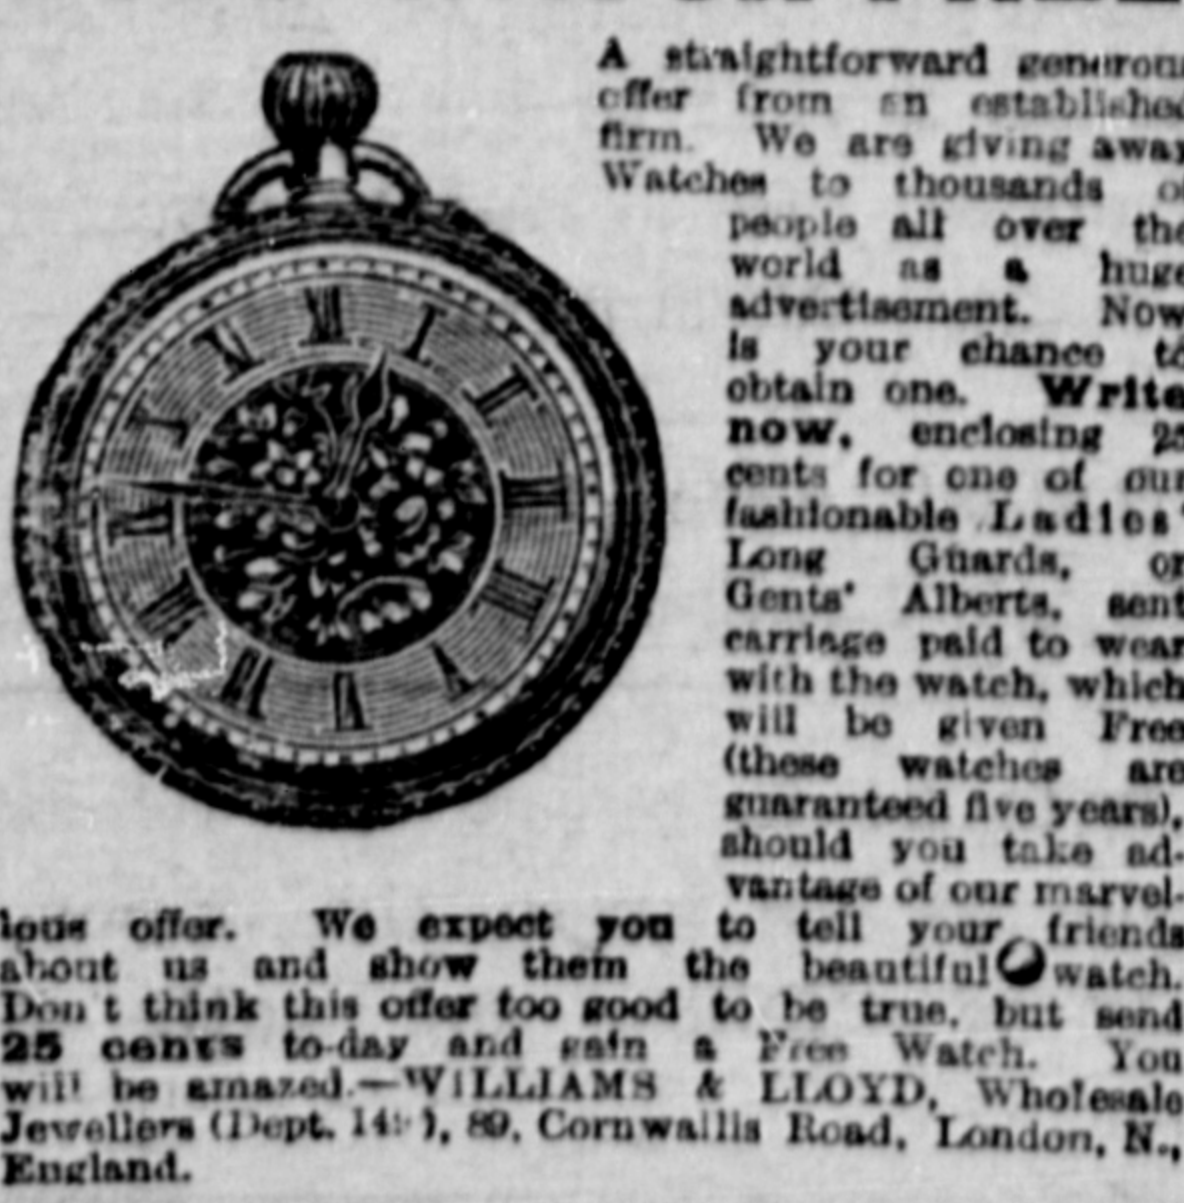 A straightforward generous
offer from an established
firm. We are giving away
Watches to thousands of
people all over the
world as a huge
advertisement. Now
is your chance to
obtain one. Write
now, enclosing 25
cents for one of our
fashionable Ladies'
Long Guards, or
Gents' Alberts, sent
carriage paid to wear
with the watch, which
will be given Free
(these watches are
guaranteed five years),
should you take ad-
vantage of our marvel-
lous offer. We expect you to tell your friends
about us and show them the beautiful watch.
Don't think this offer too good to be true, but send
25 cents to-day and gain a Free Watch. You
will be amazed.—WILLIAMS & LLOYD, Wholesale
Jewellers (Dept. ), 89, Cornwallis Road, London, N.,
England.